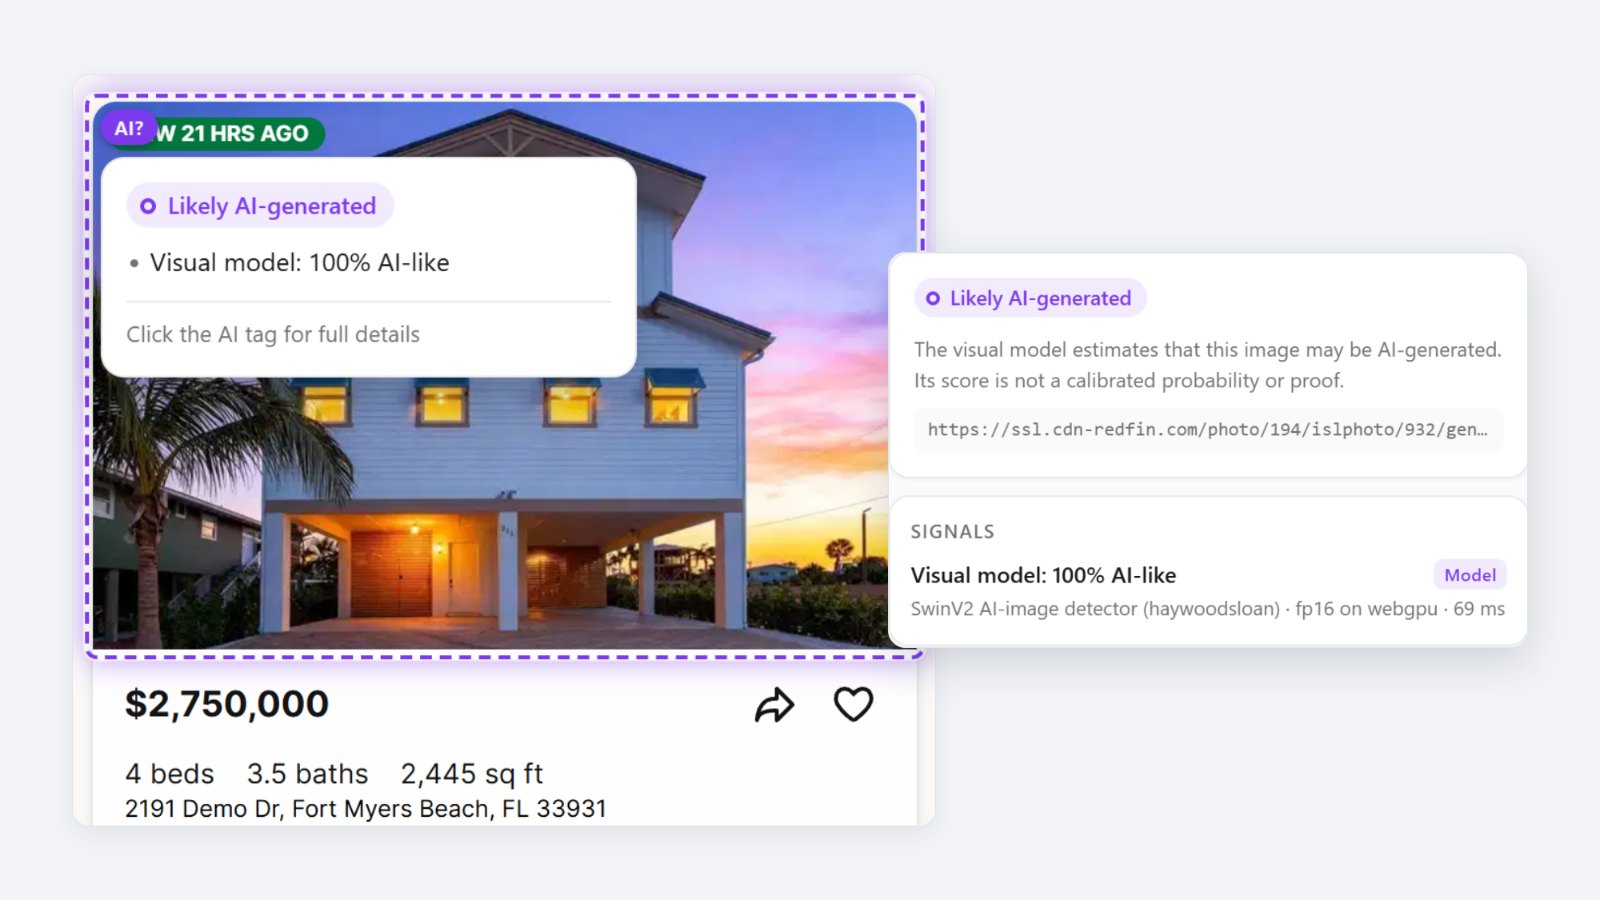 AI?
W 21 HRS AGO
Likely AI-generated
• Visual model: 100% AI-like
Click the AI tag for full details
$2,750,000
4 beds 3.5 baths 2,445 sq ft
2191 Demo Dr, Fort Myers Beach, FL 33931
Likely AI-generated
The visual model estimates that this image may be AI-generated.
Its score is not a calibrated probability or proof.
https://ssl.cdn-redfin.com/photo/194/islphoto/932/gen…
SIGNALS
Visual model: 100% AI-like
Model
SwinV2 AI-image detector (haywoodsloan) · fp16 on webgpu · 69 ms